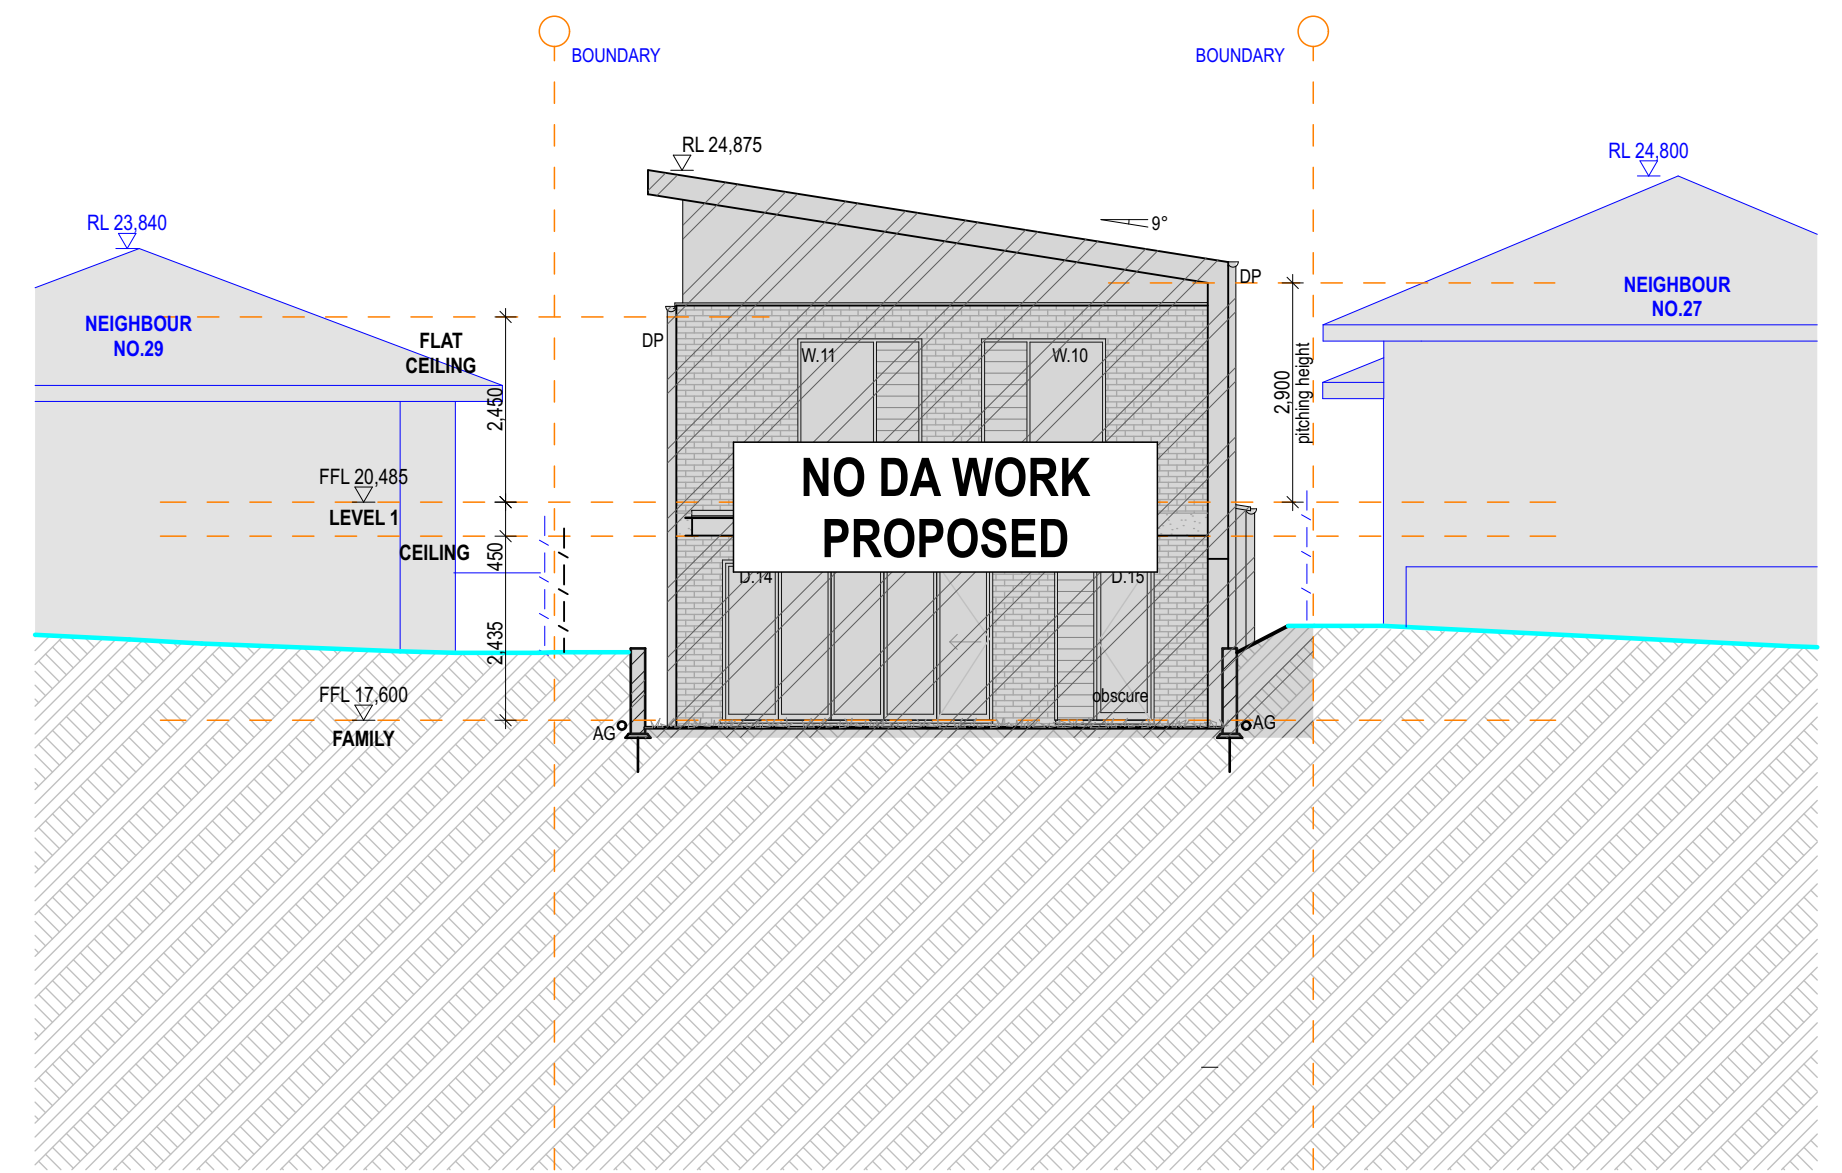 BOUNDARY
BOUNDARY
RL 24,875
RL 24,800
RL 23,840
9°
DP
NEIGHBOUR
NO.27
NEIGHBOUR
NO.29
FLAT
CEILING
DP
W.11
W.10
2,450
2,900
pitching height
FFL 20,485
LEVEL 1
NO DA WORK
PROPOSED
CEILING
450
D.14
D.15
2,435
FFL 17,600
FAMILY
obscure
AG
AG